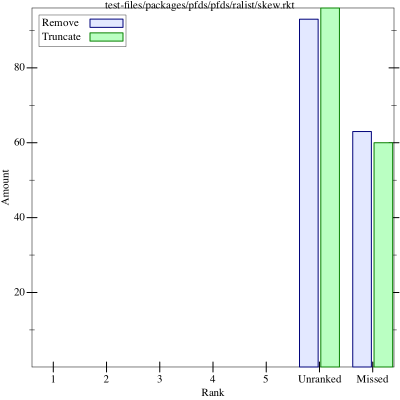 test-files/packages/pfds/pfds/ralist/skew.rkt
Remove
Truncate
80
60
40
20
Amount
1 2 3 4 5 Unranked Missed
Rank